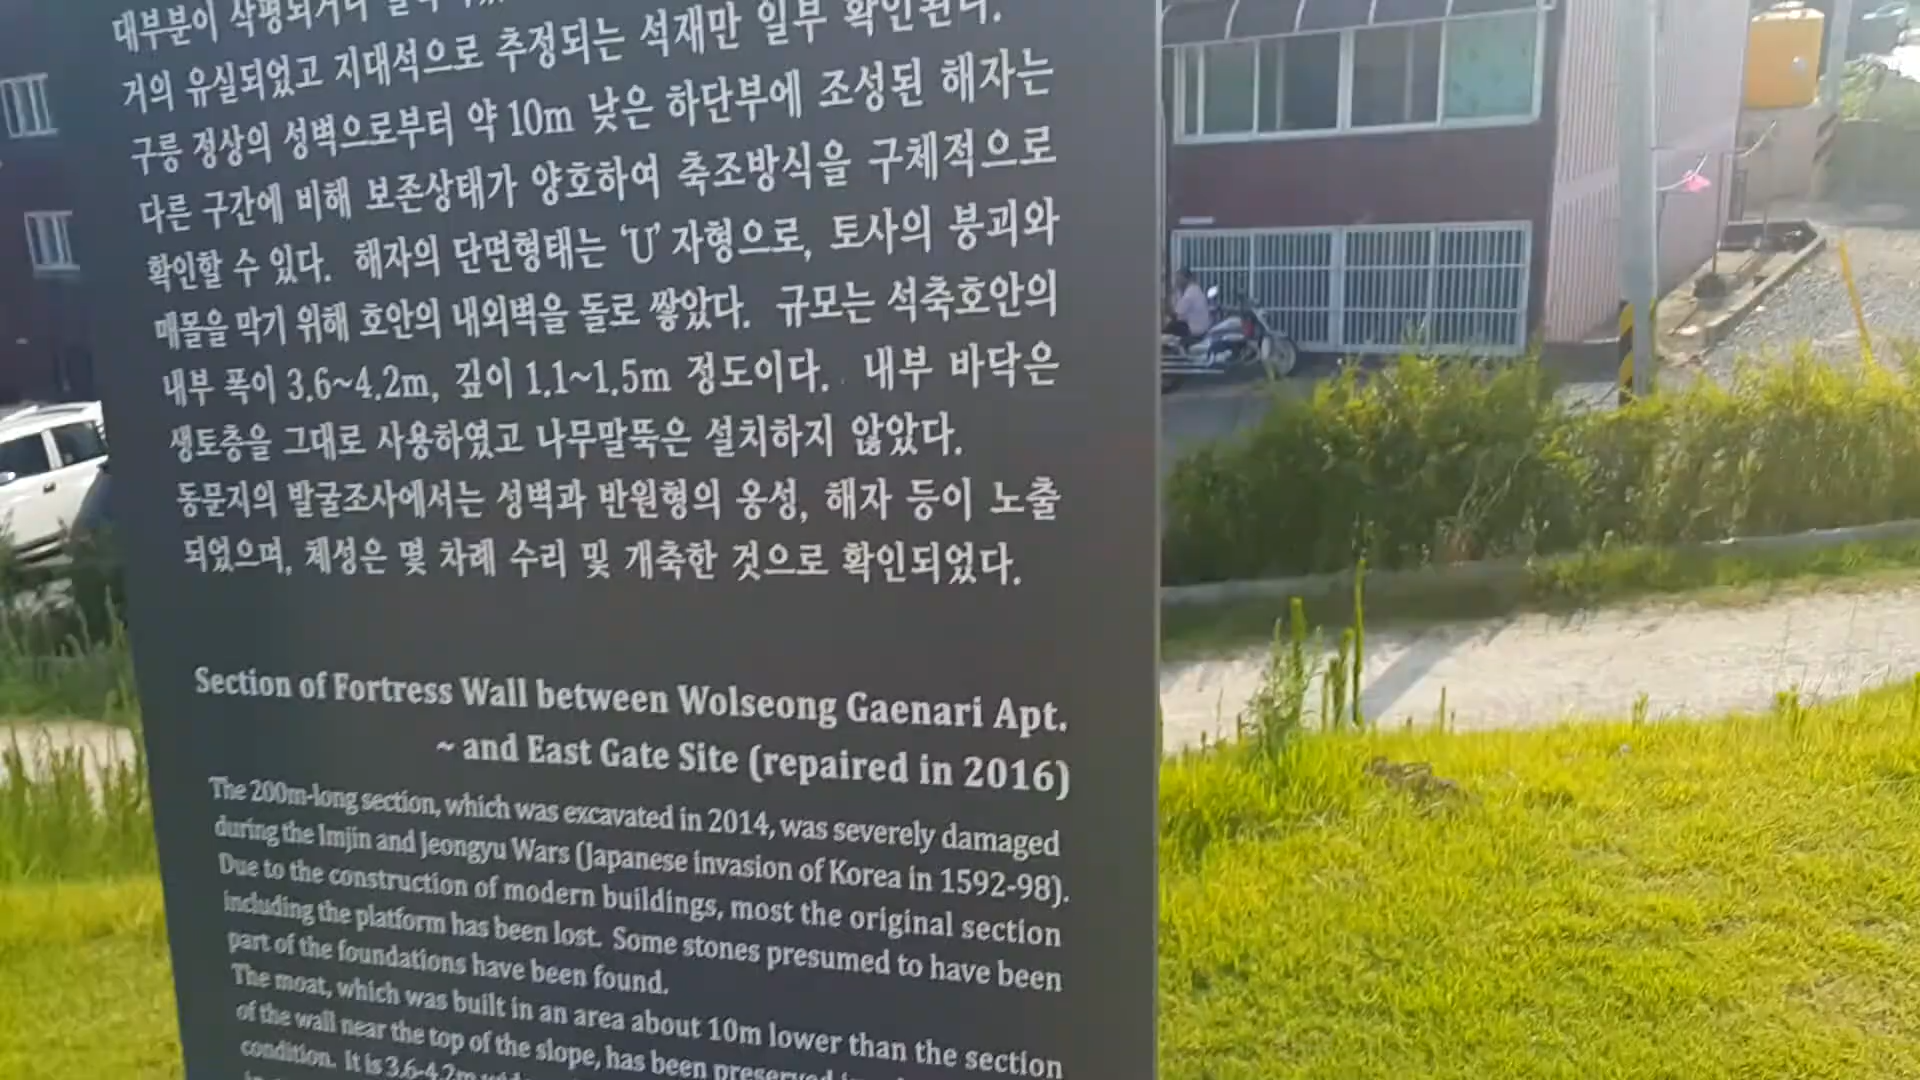 대부분이 삭평되거나
거의 유실되었고 지대석으로 추정되는 석재만 일부 확인된다.
구릉 정상의 성벽으로부터 약 10m 낮은 하단부에 조성된 해자는
다른 구간에 비해 보존상태가 양호하여 축조방식을 구체적으로
확인할 수 있다. 해자의 단면형태는 ‘U’ 자형으로, 토사의 붕괴와
매몰을 막기 위해 호안의 내외벽을 돌로 쌓았다. 규모는 석축호안의
내부 폭이 3.6~4.2m, 깊이 1.1~1.5m 정도이다. 내부 바닥은
생토층을 그대로 사용하였고 나무말뚝은 설치하지 않았다.
동문지의 발굴조사에서는 성벽과 반원형의 옹성, 해자 등이 노출
되었으며, 체성은 몇 차례 수리 및 개축한 것으로 확인되었다.
Section of Fortress Wall between Wolseong Gaenari Apt.
~ and East Gate Site (repaired in 2016)
The 200m-long section, which was excavated in 2014, was severely damaged
during the Imjin and Jeongyu Wars (Japanese invasion of Korea in 1592-98).
Due to the construction of modern buildings, most the original section
including the platform has been lost. Some stones presumed to have been
part of the foundations have been found.
The moat, which was built in an area about 10m lower than the section
of the wall near the top of the slope, has been preserved
condition. It is 3.6-4.2m